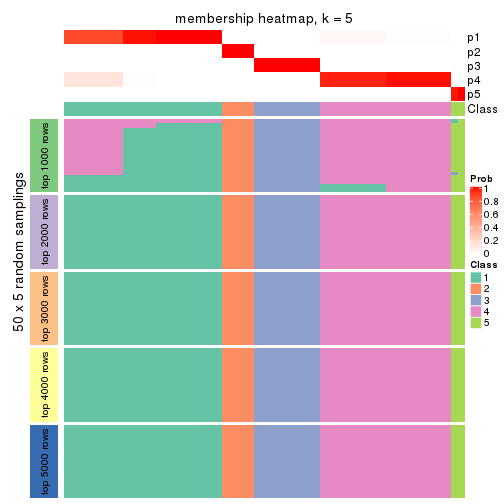 membership heatmap, k = 5
p1
p2
p3
p4
p5
Class
50 x 5 random samplings
top 1000 rows
top 2000 rows
top 3000 rows
top 4000 rows
top 5000 rows
Prob
1
0.8
0.6
0.4
0.2
0
Class
1
2
3
4
5